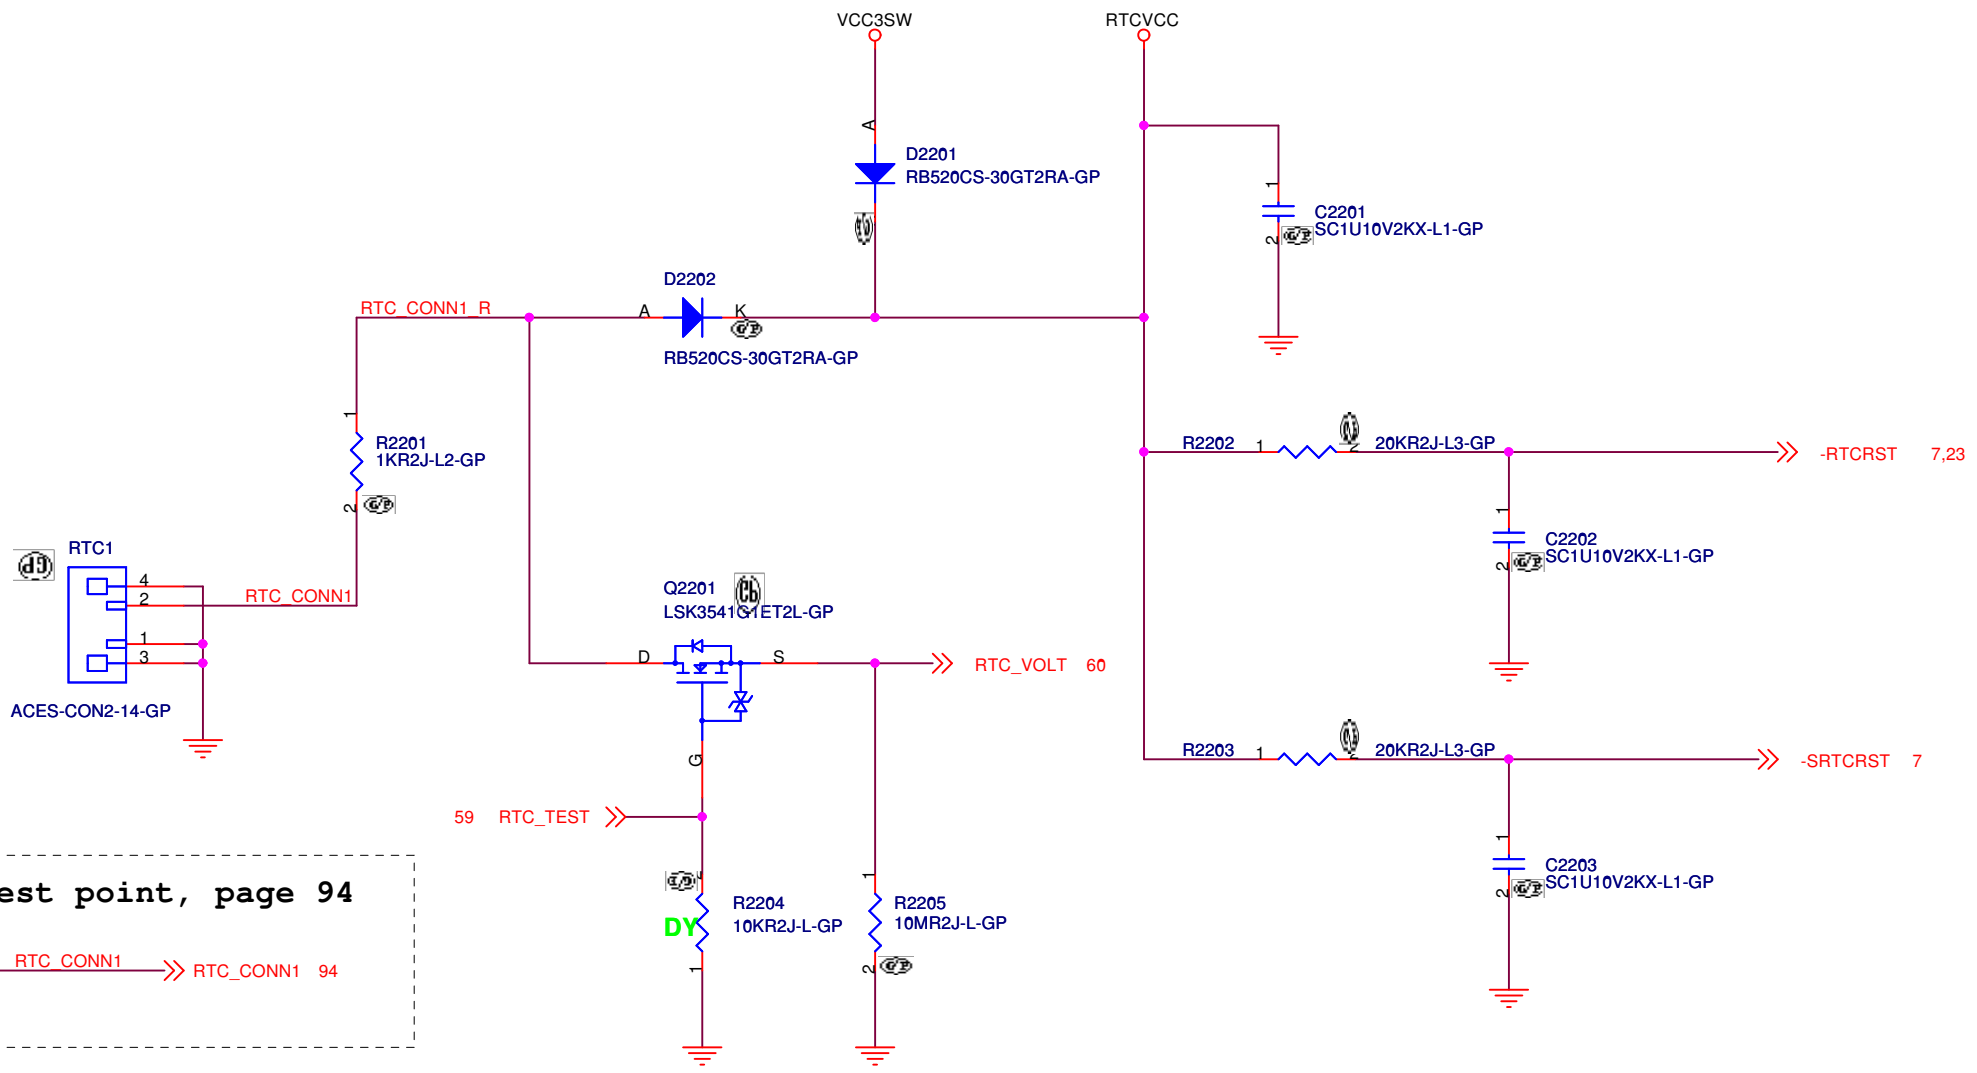 VCC3SW
RTCVCC
A
D2201
RB520CS-30GT2RA-GP
1
C2201
SC1U10V2KX-L1-GP
2
G/P
D2202
RTC_CONN1_R
A
K
G/P
RB520CS-30GT2RA-GP
1
R2201
1KR2J-L2-GP
2
G/P
R2202
1
2
20KR2J-L3-GP
-RTCRST
7,23
1
C2202
SC1U10V2KX-L1-GP
2
G/P
RTC1
4
2
RTC_CONN1
1
3
ACES-CON2-14-GP
Q2201
LSK3541G1ET2L-GP
D
S
RTC_VOLT
60
G
R2203
1
2
20KR2J-L3-GP
-SRTCRST
7
59
RTC_TEST
1
C2203
SC1U10V2KX-L1-GP
2
G/P
R2204
10KR2J-L-GP
DY
1
1
R2205
10MR2J-L-GP
2
G/P
est point, page 94
RTC_CONN1
RTC_CONN1
94